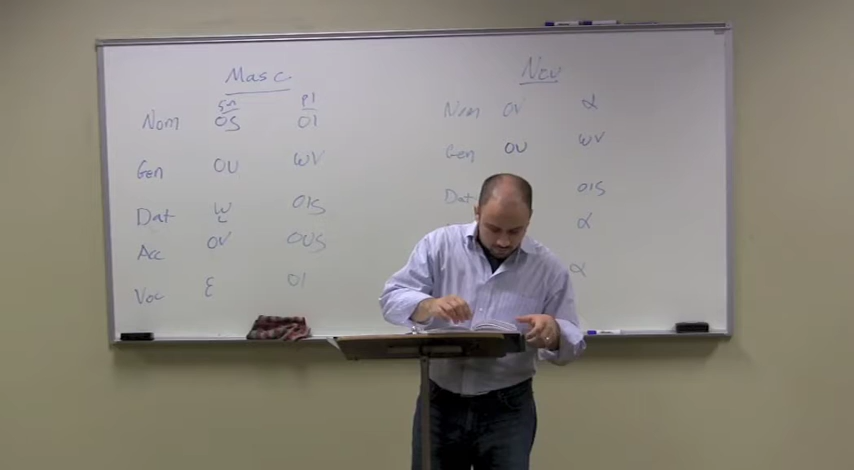 Masc
Neu
Sn Pl
Nom ος οι
Nom ον α
Gen ου ων
Gen ου ων
Dat ῳ οις
Dat οις
Acc ον ους
α
Voc ε οι
α